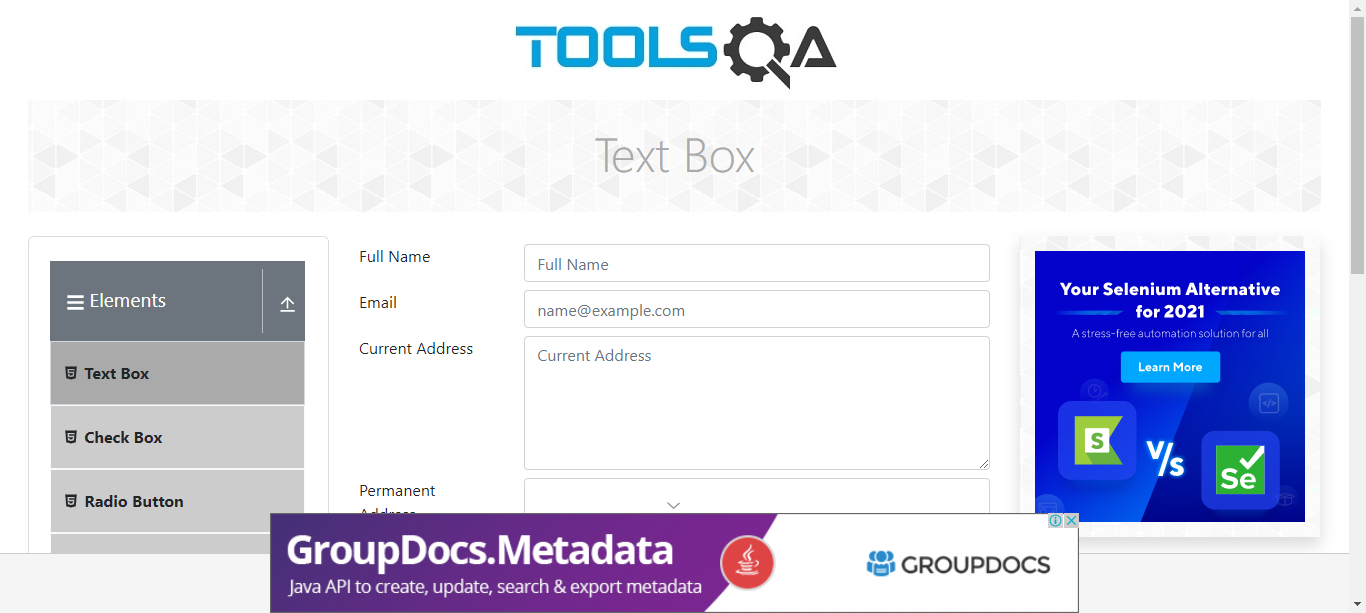 TOOLSQA
Text Box
Elements
Text Box
Check Box
Radio Button
Full Name
Full Name
Email
name@example.com
Current Address
Current Address
Permanent
Address
Your Selenium Alternative
for 2021
A stress-free automation solution for all
Learn More
S
V/s
Se
GroupDocs.Metadata
Java API to create, update, search & export metadata
GROUPDOCS